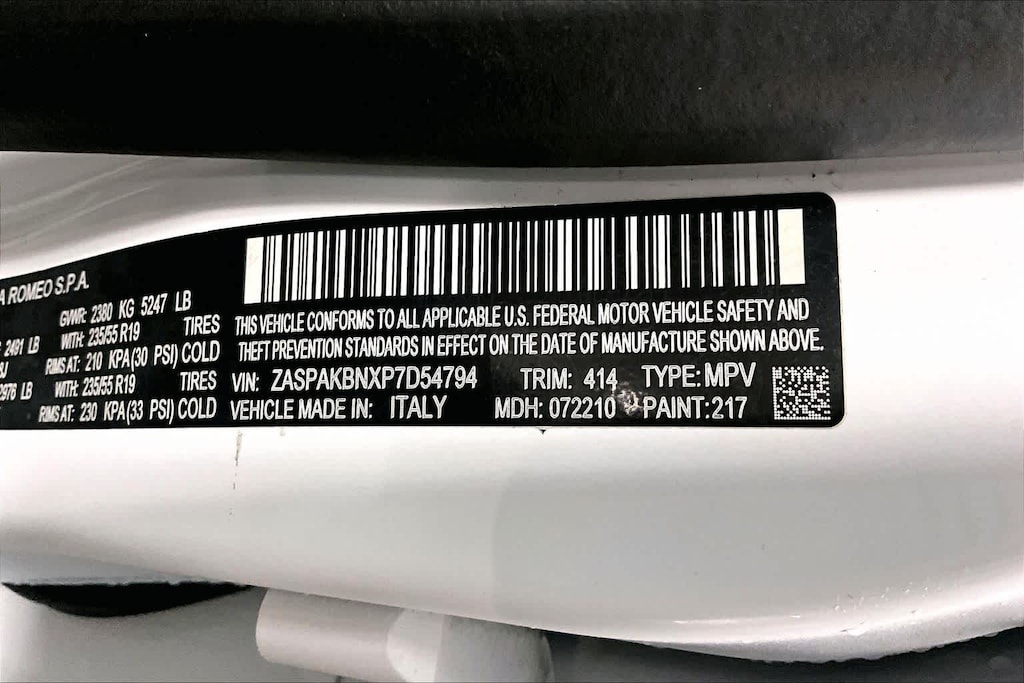 A ROMEO S.P.A.
GVWR: 2380 KG 5247 LB
2491 LB WITH: 235/55 R19 TIRES
RIMS AT: 210 KPA(30 PSI) COLD
2976 LB WITH: 235/55 R19 TIRES
RIMS AT: 230 KPA(33 PSI) COLD
THIS VEHICLE CONFORMS TO ALL APPLICABLE U.S. FEDERAL MOTOR VEHICLE SAFETY AND
THEFT PREVENTION STANDARDS IN EFFECT ON THE DATE OF MANUFACTURE SHOWN ABOVE.
VIN: ZASPAKBNXP7D54794 TRIM: 414 TYPE: MPV
VEHICLE MADE IN: ITALY MDH: 072210 PAINT:217